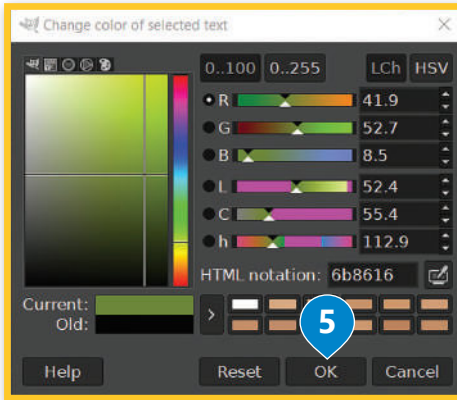 Change color of selected text
0..100 0..255 LCh HSV
R 41.9
G 52.7
B 8.5
L 52.4
C 55.4
h 112.9
HTML notation: 6b8616
Current:
Old:
>
5
Help Reset OK Cancel